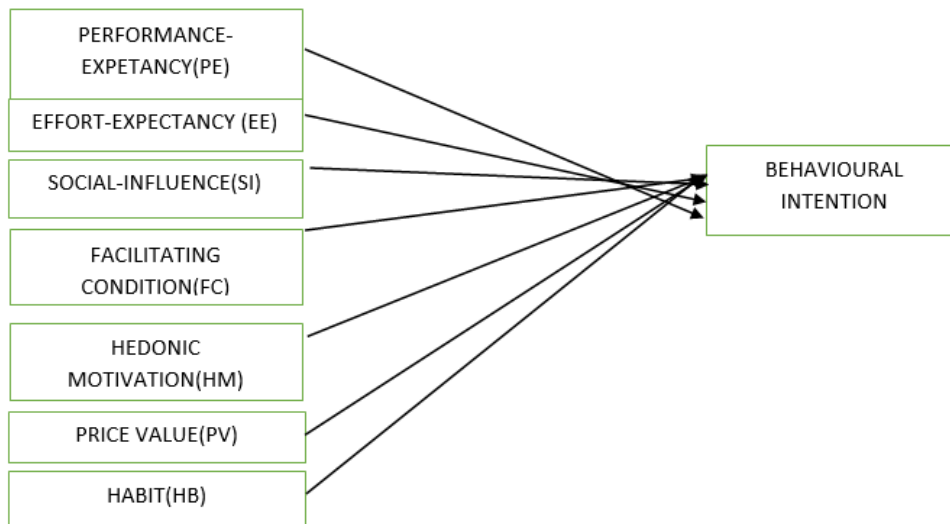 PERFORMANCE-
EXPETANCY(PE)
EFFORT-EXPECTANCY (EE)
SOCIAL-INFLUENCE(SI)
FACILITATING
CONDITION(FC)
HEDONIC
MOTIVATION(HM)
PRICE VALUE(PV)
HABIT(HB)
BEHAVIOURAL
INTENTION